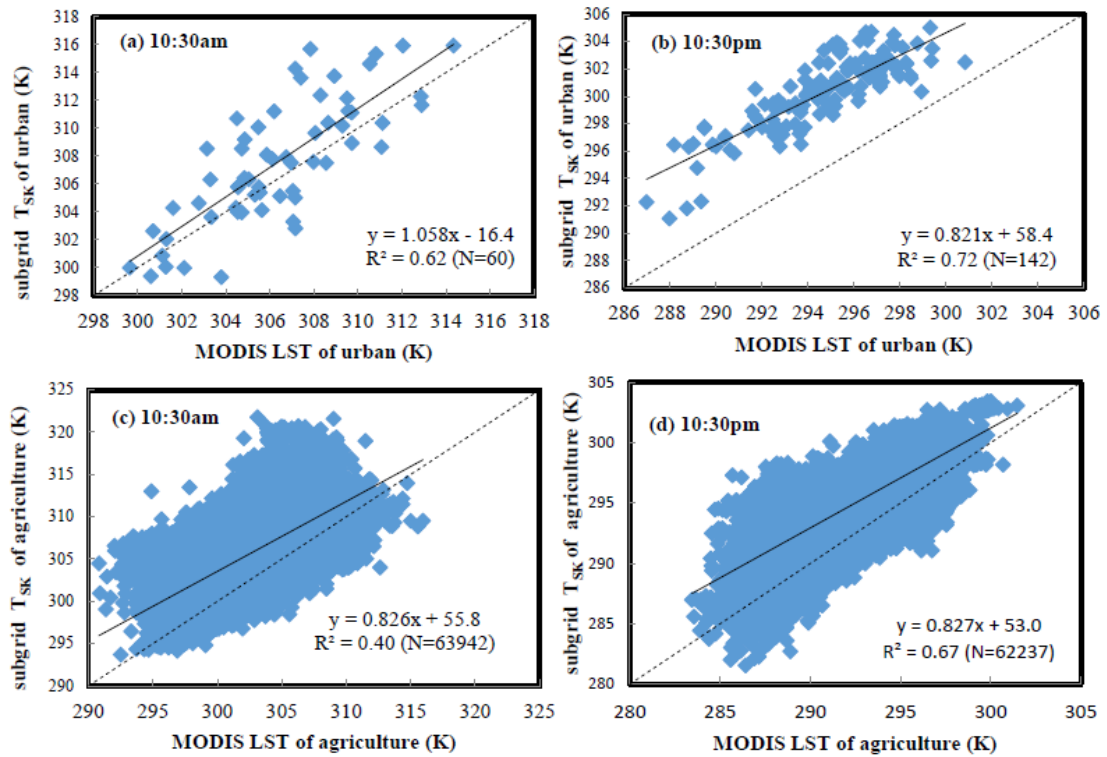 (a) 10:30am
subgrid T_SK of urban (K)
318
316
314
312
310
308
306
304
302
300
298
y = 1.058x - 16.4
R² = 0.62 (N=60)
298 300 302 304 306 308 310 312 314 316 318
MODIS LST of urban (K)
(b) 10:30pm
subgrid T_SK of urban (K)
306
304
302
300
298
296
294
292
290
288
286
y = 0.821x + 58.4
R² = 0.72 (N=142)
286 288 290 292 294 296 298 300 302 304 306
MODIS LST of urban (K)
(c) 10:30am
subgrid T_SK of agriculture (K)
325
320
315
310
305
300
295
290
y = 0.826x + 55.8
R² = 0.40 (N=63942)
290 295 300 305 310 315 320 325
MODIS LST of agriculture (K)
(d) 10:30pm
subgrid T_SK of agriculture (K)
305
300
295
290
285
280
y = 0.827x + 53.0
R² = 0.67 (N=62237)
280 285 290 295 300 305
MODIS LST of agriculture (K)